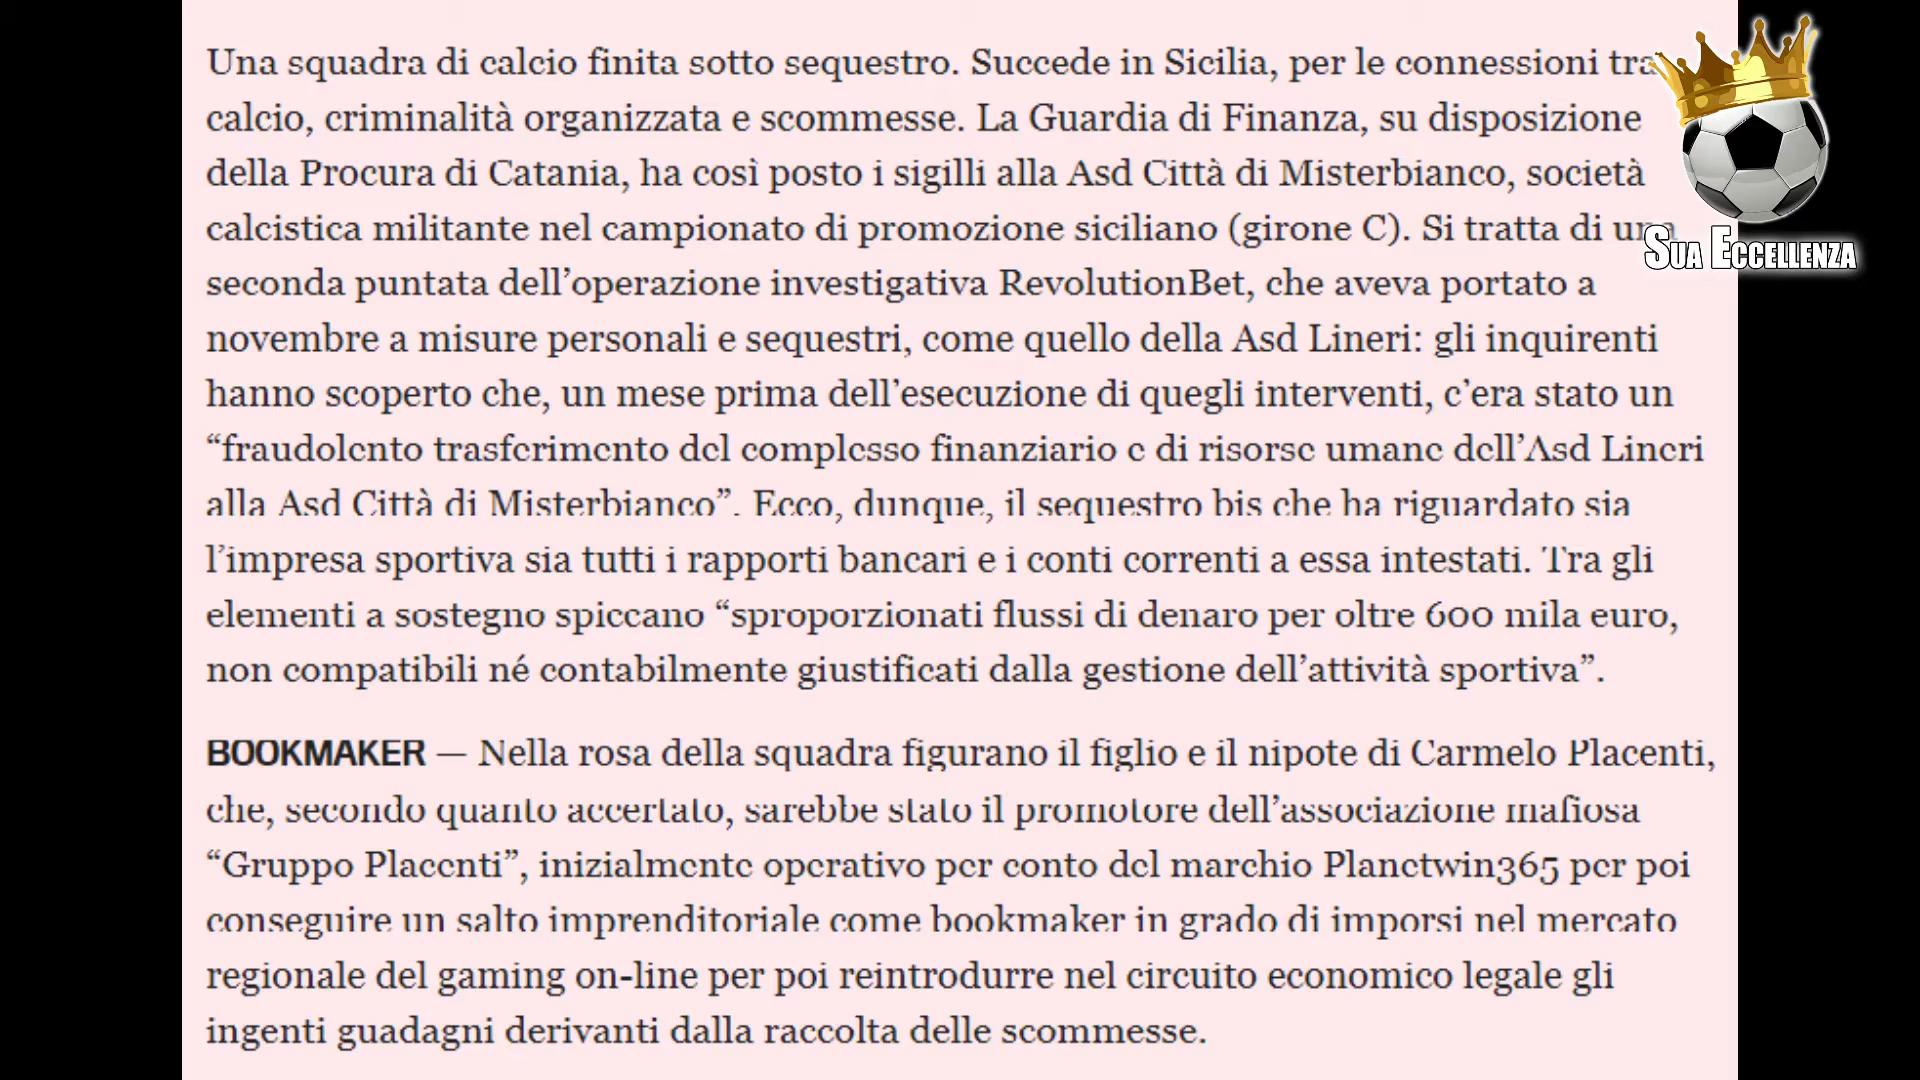 Una squadra di calcio finita sotto sequestro. Succede in Sicilia, per le connessioni tra
calcio, criminalità organizzata e scommesse. La Guardia di Finanza, su disposizione
della Procura di Catania, ha così posto i sigilli alla Asd Città di Misterbianco, società
calcistica militante nel campionato di promozione siciliano (girone C). Si tratta di una
seconda puntata dell’operazione investigativa RevolutionBet, che aveva portato a
novembre a misure personali e sequestri, come quello della Asd Lineri: gli inquirenti
hanno scoperto che, un mese prima dell’esecuzione di quegli interventi, c’era stato un
“fraudolento trasferimento del complesso finanziario e di risorse umane dell’Asd Lineri
alla Asd Città di Misterbianco”. Ecco, dunque, il sequestro bis che ha riguardato sia
l’impresa sportiva sia tutti i rapporti bancari e i conti correnti a essa intestati. Tra gli
elementi a sostegno spiccano “sproporzionati flussi di denaro per oltre 600 mila euro,
non compatibili né contabilmente giustificati dalla gestione dell’attività sportiva”.
BOOKMAKER — Nella rosa della squadra figurano il figlio e il nipote di Carmelo Placenti,
che, secondo quanto accertato, sarebbe stato il promotore dell’associazione mafiosa
“Gruppo Placenti”, inizialmente operativo per conto del marchio Planetwin365 per poi
conseguire un salto imprenditoriale come bookmaker in grado di imporsi nel mercato
regionale del gaming on-line per poi reintrodurre nel circuito economico legale gli
ingenti guadagni derivanti dalla raccolta delle scommesse.
SUA ECCELLENZA